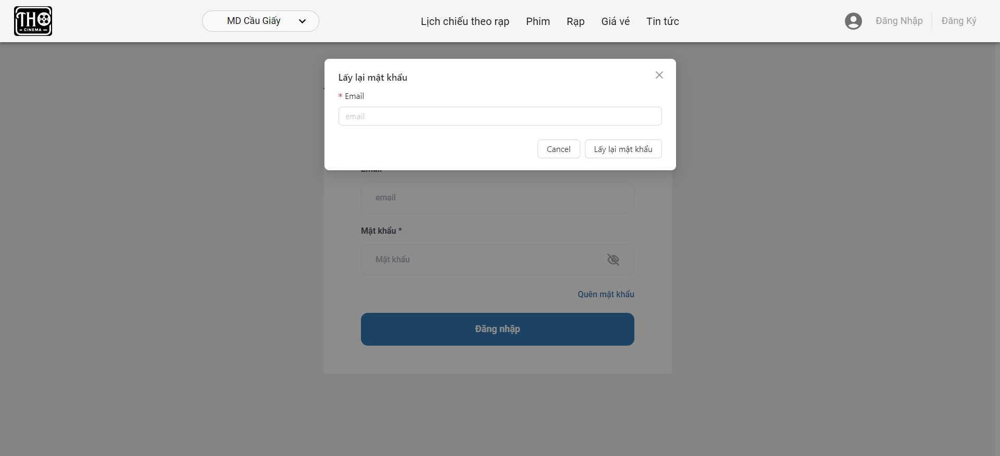 THO
CINEMA
MD Cầu Giấy
Lịch chiếu theo rạp
Phim
Rạp
Giá vé
Tin tức
Đăng Nhập
Đăng Ký
Lấy lại mật khẩu
* Email
email
Cancel
Lấy lại mật khẩu
Email
email
Mật khẩu *
Mật khẩu
Quên mật khẩu
Đăng nhập